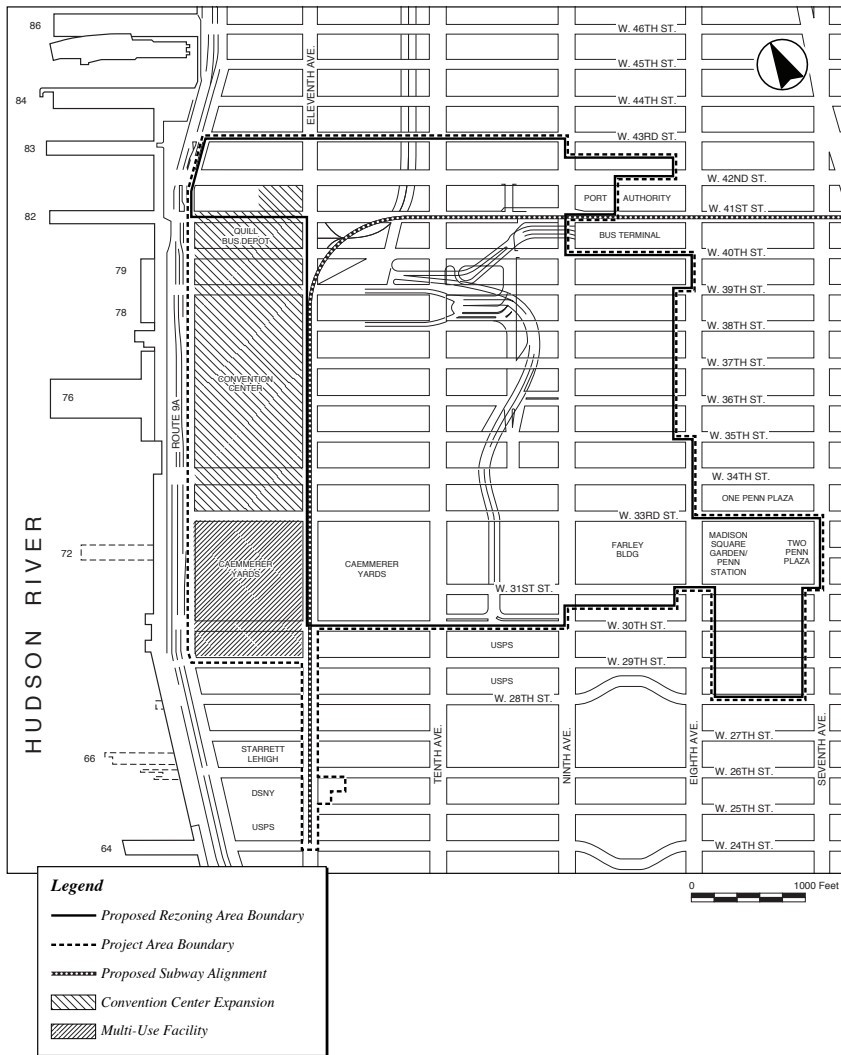 86
W. 46TH ST.
ELEVENTH AVE.
W. 45TH ST.
84
W. 44TH ST.
83
W. 43RD ST.
W. 42ND ST.
PORT AUTHORITY
82
W. 41ST ST.
QUILL
BUS DEPOT
BUS TERMINAL
W. 40TH ST.
79
W. 39TH ST.
78
W. 38TH ST.
W. 37TH ST.
CONVENTION
CENTER
76
W. 36TH ST.
ROUTE 9A
W. 35TH ST.
W. 34TH ST.
ONE PENN PLAZA
W. 33RD ST.
72
CAEMMERER
YARDS
CAEMMERER
YARDS
FARLEY
BLDG
MADISON
SQUARE
GARDEN/
PENN
STATION
TWO
PENN
PLAZA
W. 31ST ST.
HUDSON RIVER
W. 30TH ST.
USPS
W. 29TH ST.
USPS
W. 28TH ST.
TENTH AVE.
NINTH AVE.
EIGHTH AVE.
SEVENTH AVE.
W. 27TH ST.
66
STARRETT
LEHIGH
W. 26TH ST.
DSNY
W. 25TH ST.
USPS
64
W. 24TH ST.
0 1000 Feet
Legend
Proposed Rezoning Area Boundary
Project Area Boundary
Proposed Subway Alignment
Convention Center Expansion
Multi-Use Facility